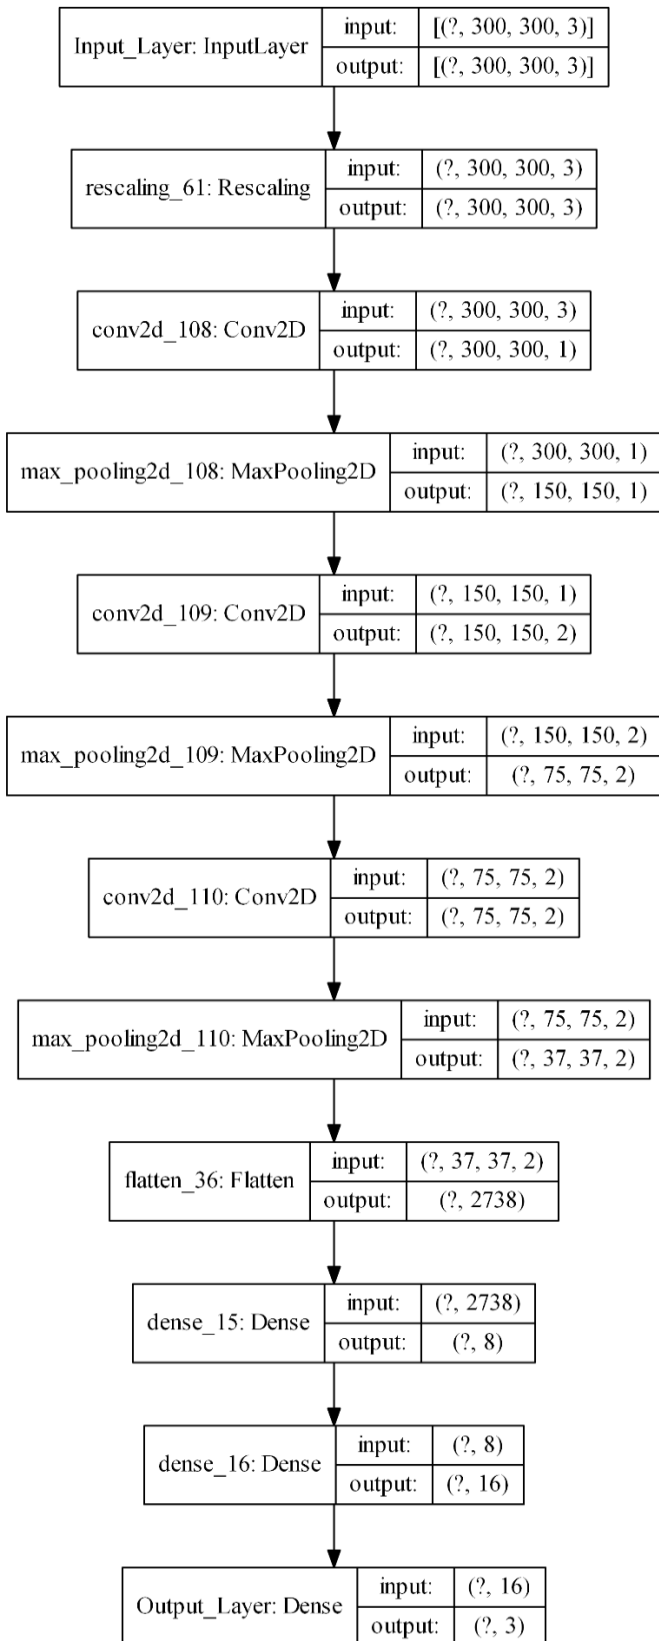 Input_Layer: InputLayer
input: [(?, 300, 300, 3)]
output: [(?, 300, 300, 3)]
rescaling_61: Rescaling
input: (?, 300, 300, 3)
output: (?, 300, 300, 3)
conv2d_108: Conv2D
input: (?, 300, 300, 3)
output: (?, 300, 300, 1)
max_pooling2d_108: MaxPooling2D
input: (?, 300, 300, 1)
output: (?, 150, 150, 1)
conv2d_109: Conv2D
input: (?, 150, 150, 1)
output: (?, 150, 150, 2)
max_pooling2d_109: MaxPooling2D
input: (?, 150, 150, 2)
output: (?, 75, 75, 2)
conv2d_110: Conv2D
input: (?, 75, 75, 2)
output: (?, 75, 75, 2)
max_pooling2d_110: MaxPooling2D
input: (?, 75, 75, 2)
output: (?, 37, 37, 2)
flatten_36: Flatten
input: (?, 37, 37, 2)
output: (?, 2738)
dense_15: Dense
input: (?, 2738)
output: (?, 8)
dense_16: Dense
input: (?, 8)
output: (?, 16)
Output_Layer: Dense
input: (?, 16)
output: (?, 3)